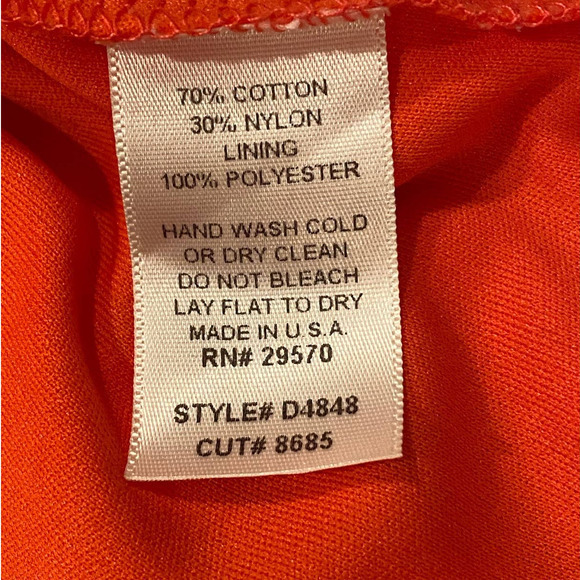 70% COTTON
30% NYLON
LINING
100% POLYESTER
HAND WASH COLD
OR DRY CLEAN
DO NOT BLEACH
LAY FLAT TO DRY
MADE IN U.S.A.
RN# 29570
STYLE# D4848
CUT# 8685